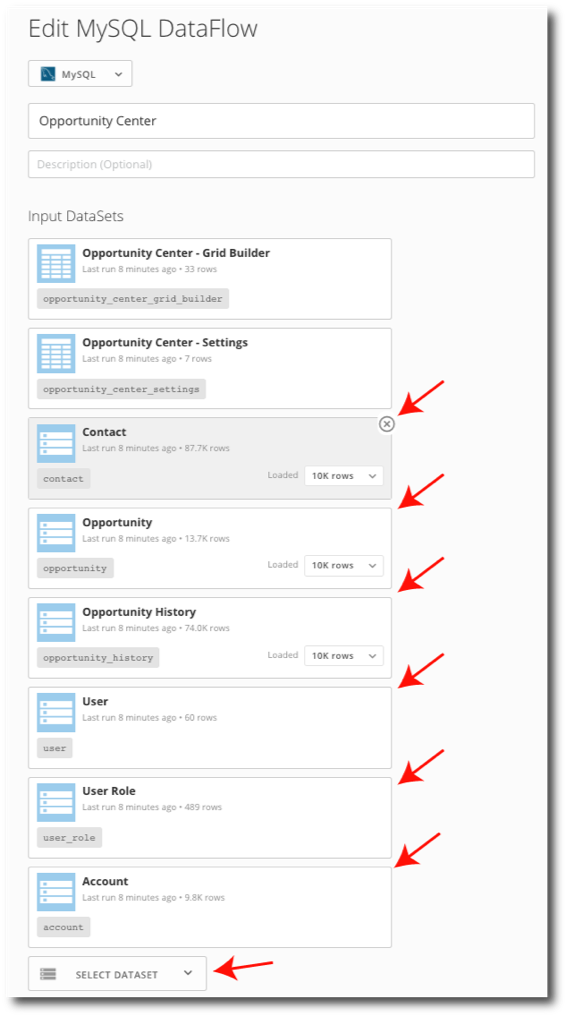 Edit MySQL DataFlow
MySQL
Opportunity Center
Description (Optional)
Input DataSets
Opportunity Center - Grid Builder
Last run 8 minutes ago • 33 rows
opportunity_center_grid_builder
Opportunity Center - Settings
Last run 8 minutes ago • 7 rows
opportunity_center_settings
Contact
Last run 8 minutes ago • 87.7K rows
contact
Loaded 10K rows
Opportunity
Last run 8 minutes ago • 13.7K rows
opportunity
Loaded 10K rows
Opportunity History
Last run 8 minutes ago • 74.0K rows
opportunity_history
Loaded 10K rows
User
Last run 8 minutes ago • 60 rows
user
User Role
Last run 8 minutes ago • 489 rows
user_role
Account
Last run 8 minutes ago • 9.8K rows
account
SELECT DATASET